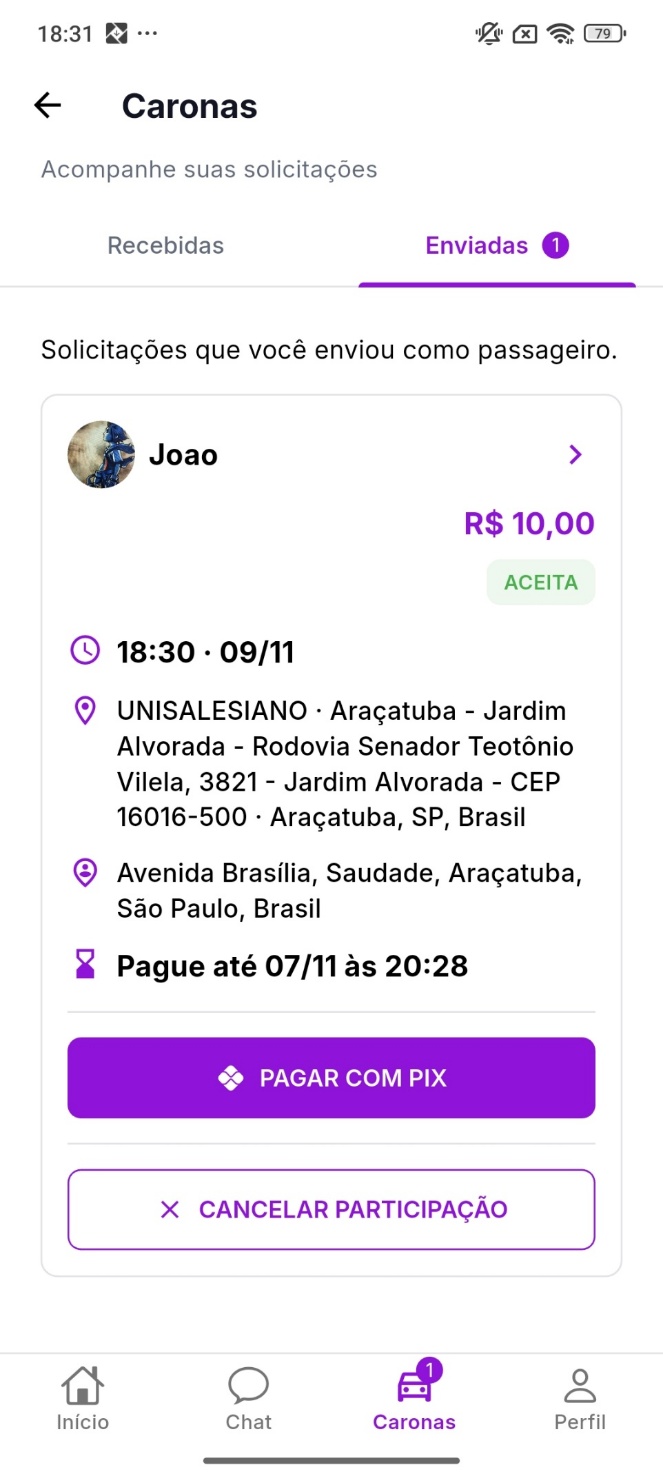 18:31 ...
79
Caronas
Acompanhe suas solicitações
Recebidas
Enviadas 1
Solicitações que você enviou como passageiro.
Joao
R$ 10,00
ACEITA
18:30 · 09/11
UNISALESIANO · Araçatuba - Jardim
Alvorada - Rodovia Senador Teotônio
Vilela, 3821 - Jardim Alvorada - CEP
16016-500 · Araçatuba, SP, Brasil
Avenida Brasília, Saudade, Araçatuba,
São Paulo, Brasil
Pague até 07/11 às 20:28
PAGAR COM PIX
CANCELAR PARTICIPAÇÃO
1
Início
Chat
Caronas
Perfil